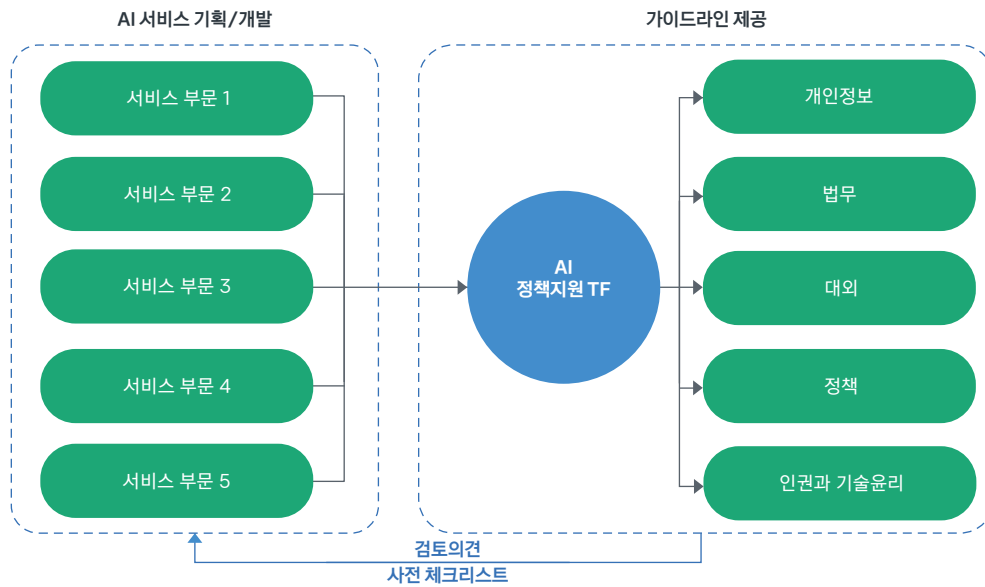 AI 서비스 기획/개발
서비스 부문 1
서비스 부문 2
서비스 부문 3
서비스 부문 4
서비스 부문 5
가이드라인 제공
AI
정책지원 TF
개인정보
법무
대외
정책
인권과 기술윤리
검토의견
사전 체크리스트